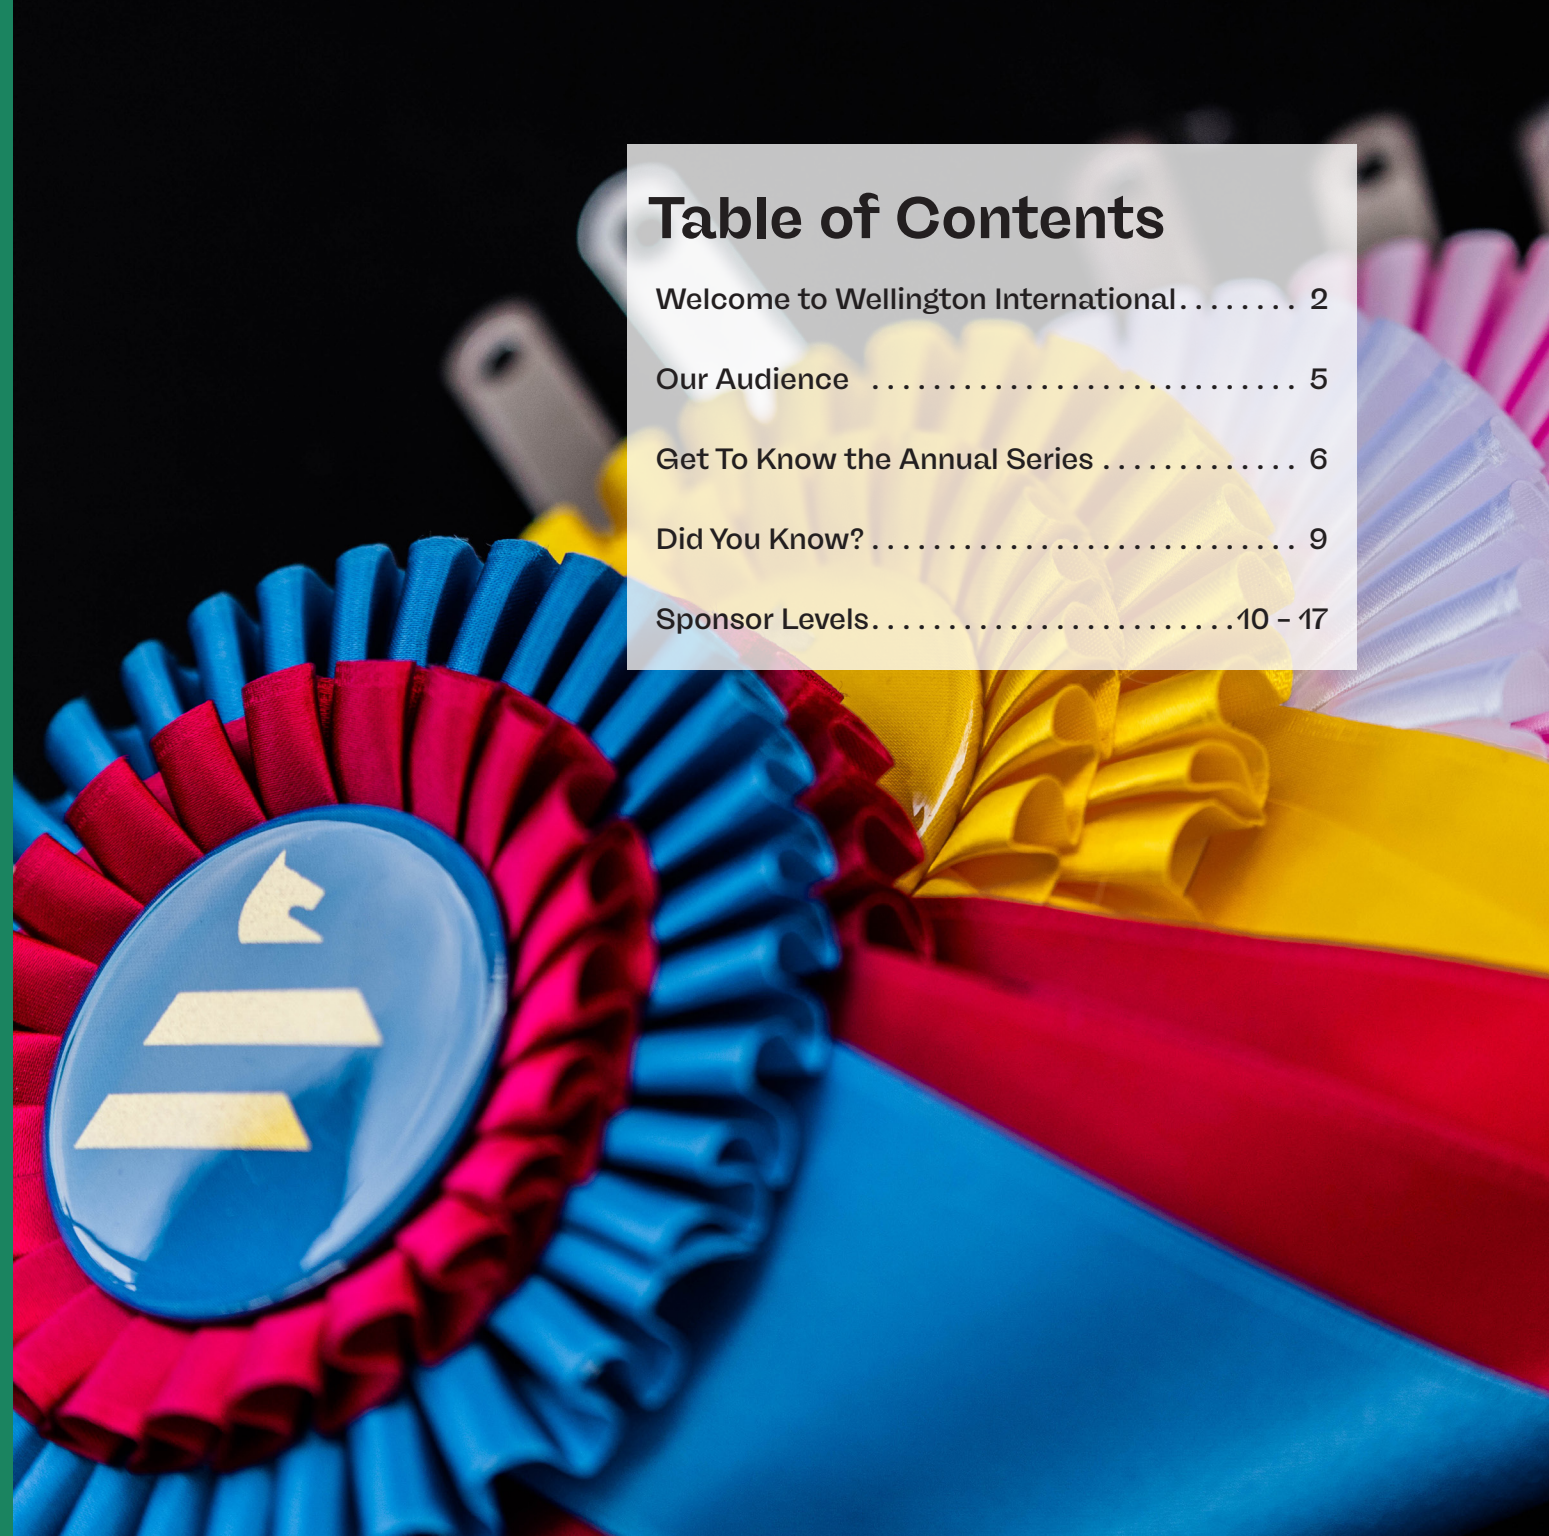 Table of Contents
Welcome to Wellington International. . . . . . . . 2
Our Audience . . . . . . . . . . . . . . . . . . . . . . . . . . . . 5
Get To Know the Annual Series . . . . . . . . . . . . . 6
Did You Know? . . . . . . . . . . . . . . . . . . . . . . . . . . . . 9
Sponsor Levels. . . . . . . . . . . . . . . . . . . . . . . .10 – 17